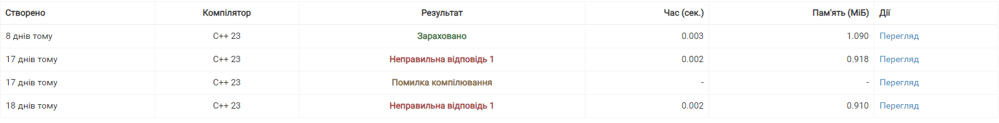 Створено Компілятор Результат Час (сек.) Пам'ять (МіБ) Дії
8 днів тому C++ 23 Зараховано 0.003 1.090 Перегляд
17 днів тому C++ 23 Неправильна відповідь 1 0.002 0.918 Перегляд
17 днів тому C++ 23 Помилка компілювання - - Перегляд
18 днів тому C++ 23 Неправильна відповідь 1 0.002 0.910 Перегляд